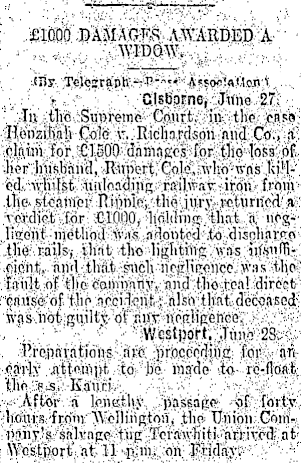 £1000 DAMAGES AWARDED A
WIDOW.
(By Telegraph—Press Association)
Gisborne, June 27.
In the Supreme Court, in the case
Henzibah Cole v. Richardson and Co., a
claim for £1500 damages for the loss of
her husband, Rupert Cole, who was kill-
ed whilst unloading railway iron from
the steamer Ripple, the jury returned a
verdict for £1000, holding that a neg-
ligent method was adopted to discharge
the rails, that the lighting was insuffi-
cient, and that such negligence was the
fault of the company, and the real direct
cause of the accident; also that deceased
was not guilty of any negligence.
Westport, June 28.
Preparations are proceeding for an
early attempt to be made to re-float
the s.s. Kauri.
After a lengthy passage of forty
hours from Wellington, the Union Com-
pany's salvage tug Terawhiti arrived at
Westport at 11 p.m. on Friday.